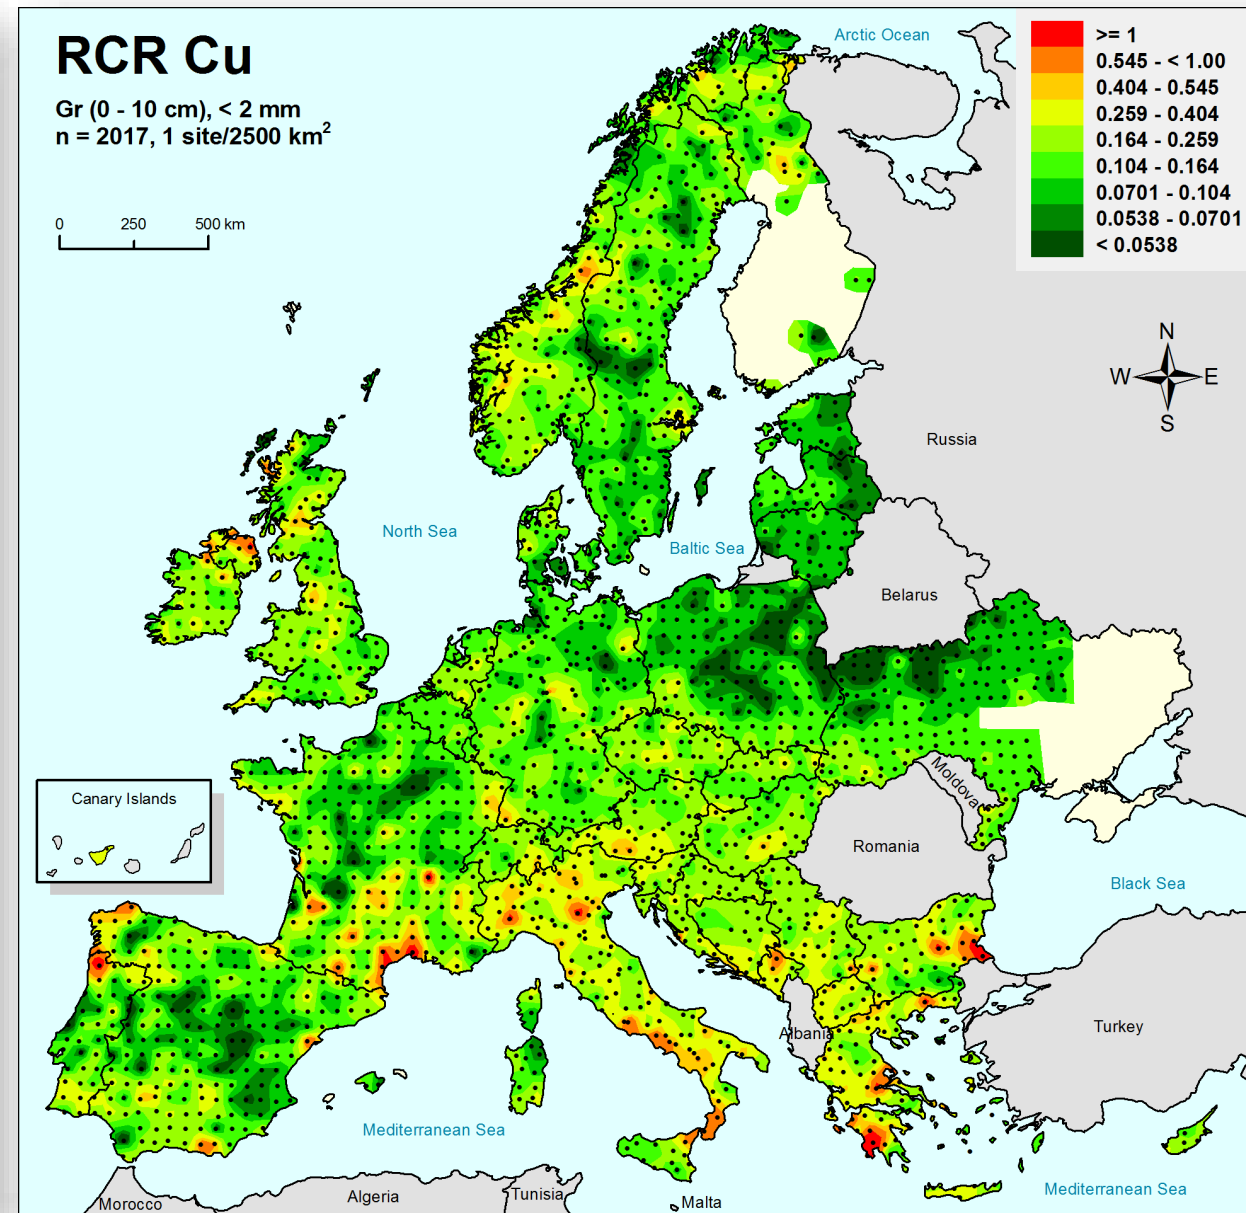 RCR Cu
Gr (0 - 10 cm), < 2 mm
n = 2017, 1 site/2500 km²
0 250 500 km
>= 1
0.545 - < 1.00
0.404 - 0.545
0.259 - 0.404
0.164 - 0.259
0.104 - 0.164
0.0701 - 0.104
0.0538 - 0.0701
< 0.0538
Arctic Ocean
N
W E
S
Russia
North Sea
Baltic Sea
Belarus
Moldova
Canary Islands
Romania
Black Sea
Turkey
Albania
Mediterranean Sea
Mediterranean Sea
Morocco
Algeria
Tunisia
Malta